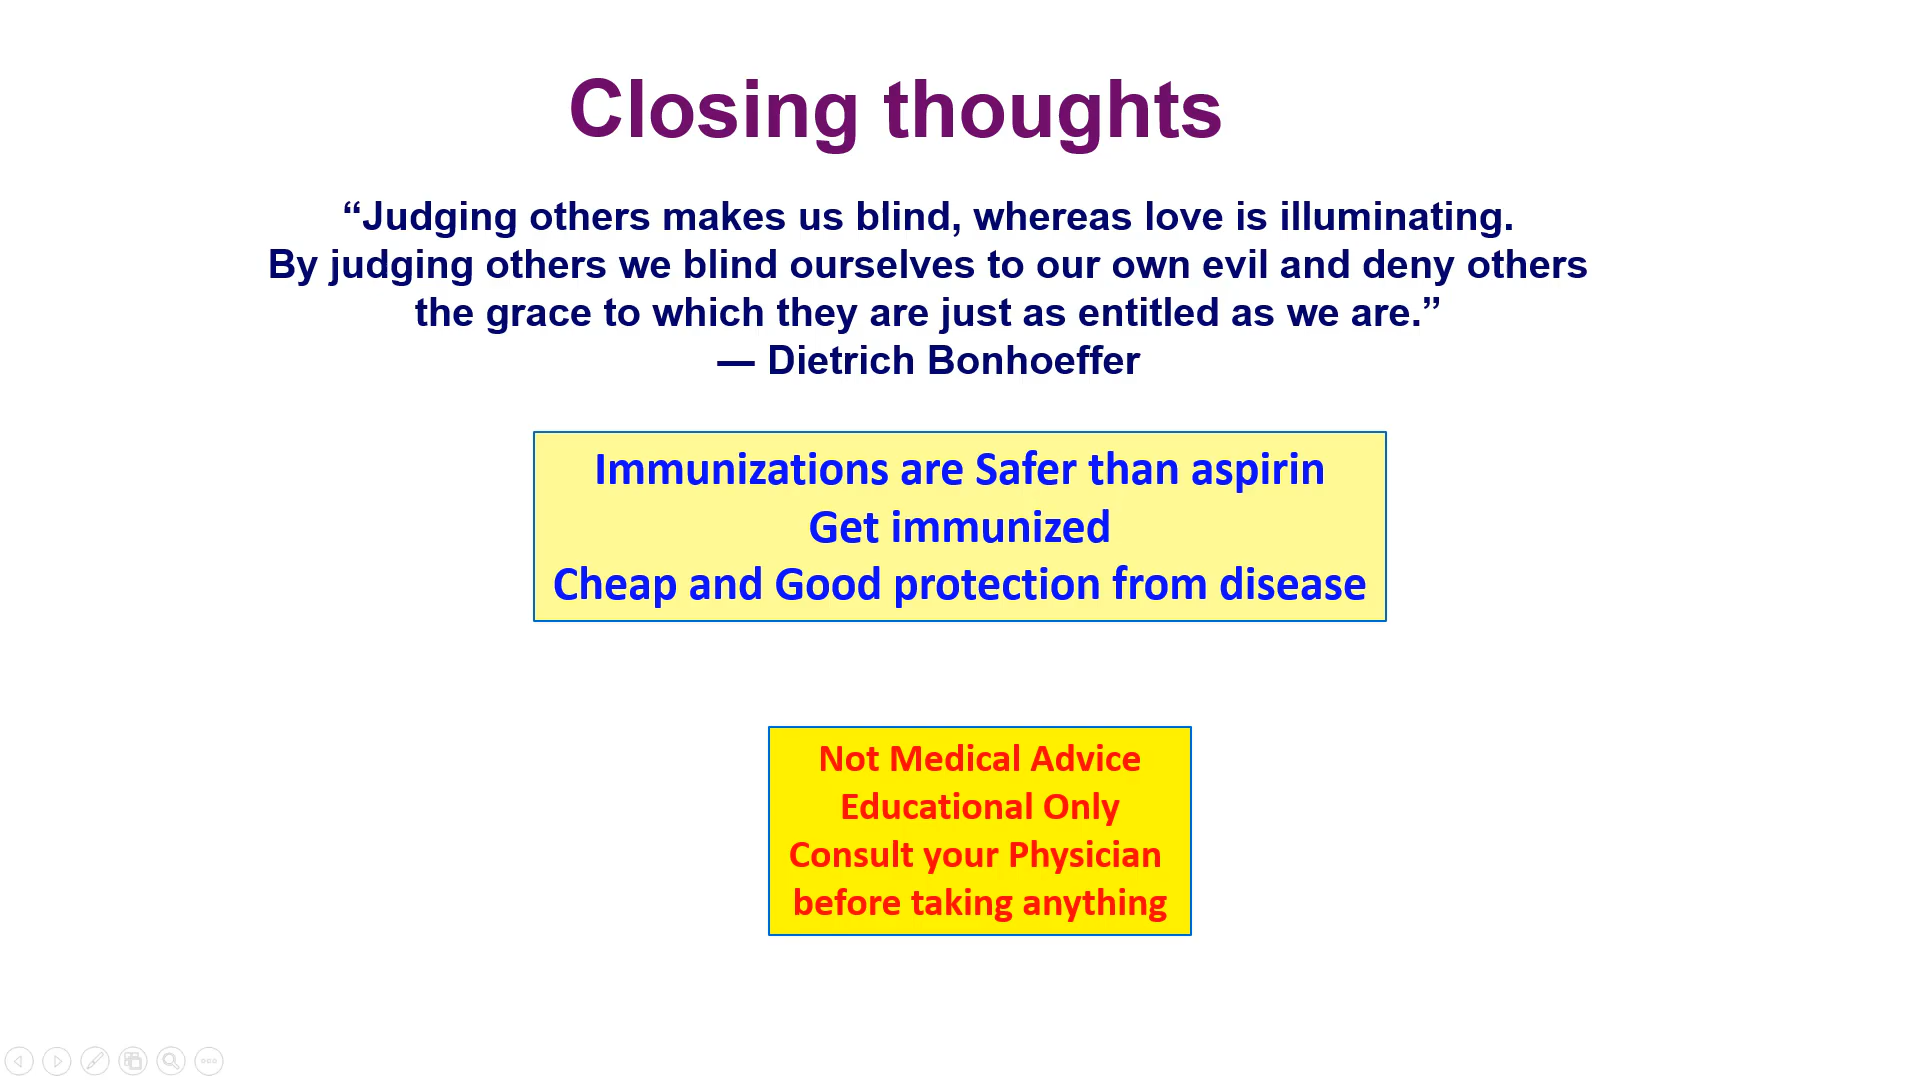 Closing thoughts
“Judging others makes us blind, whereas love is illuminating.
By judging others we blind ourselves to our own evil and deny others
the grace to which they are just as entitled as we are.”
― Dietrich Bonhoeffer
Immunizations are Safer than aspirin
Get immunized
Cheap and Good protection from disease
Not Medical Advice
Educational Only
Consult your Physician
before taking anything